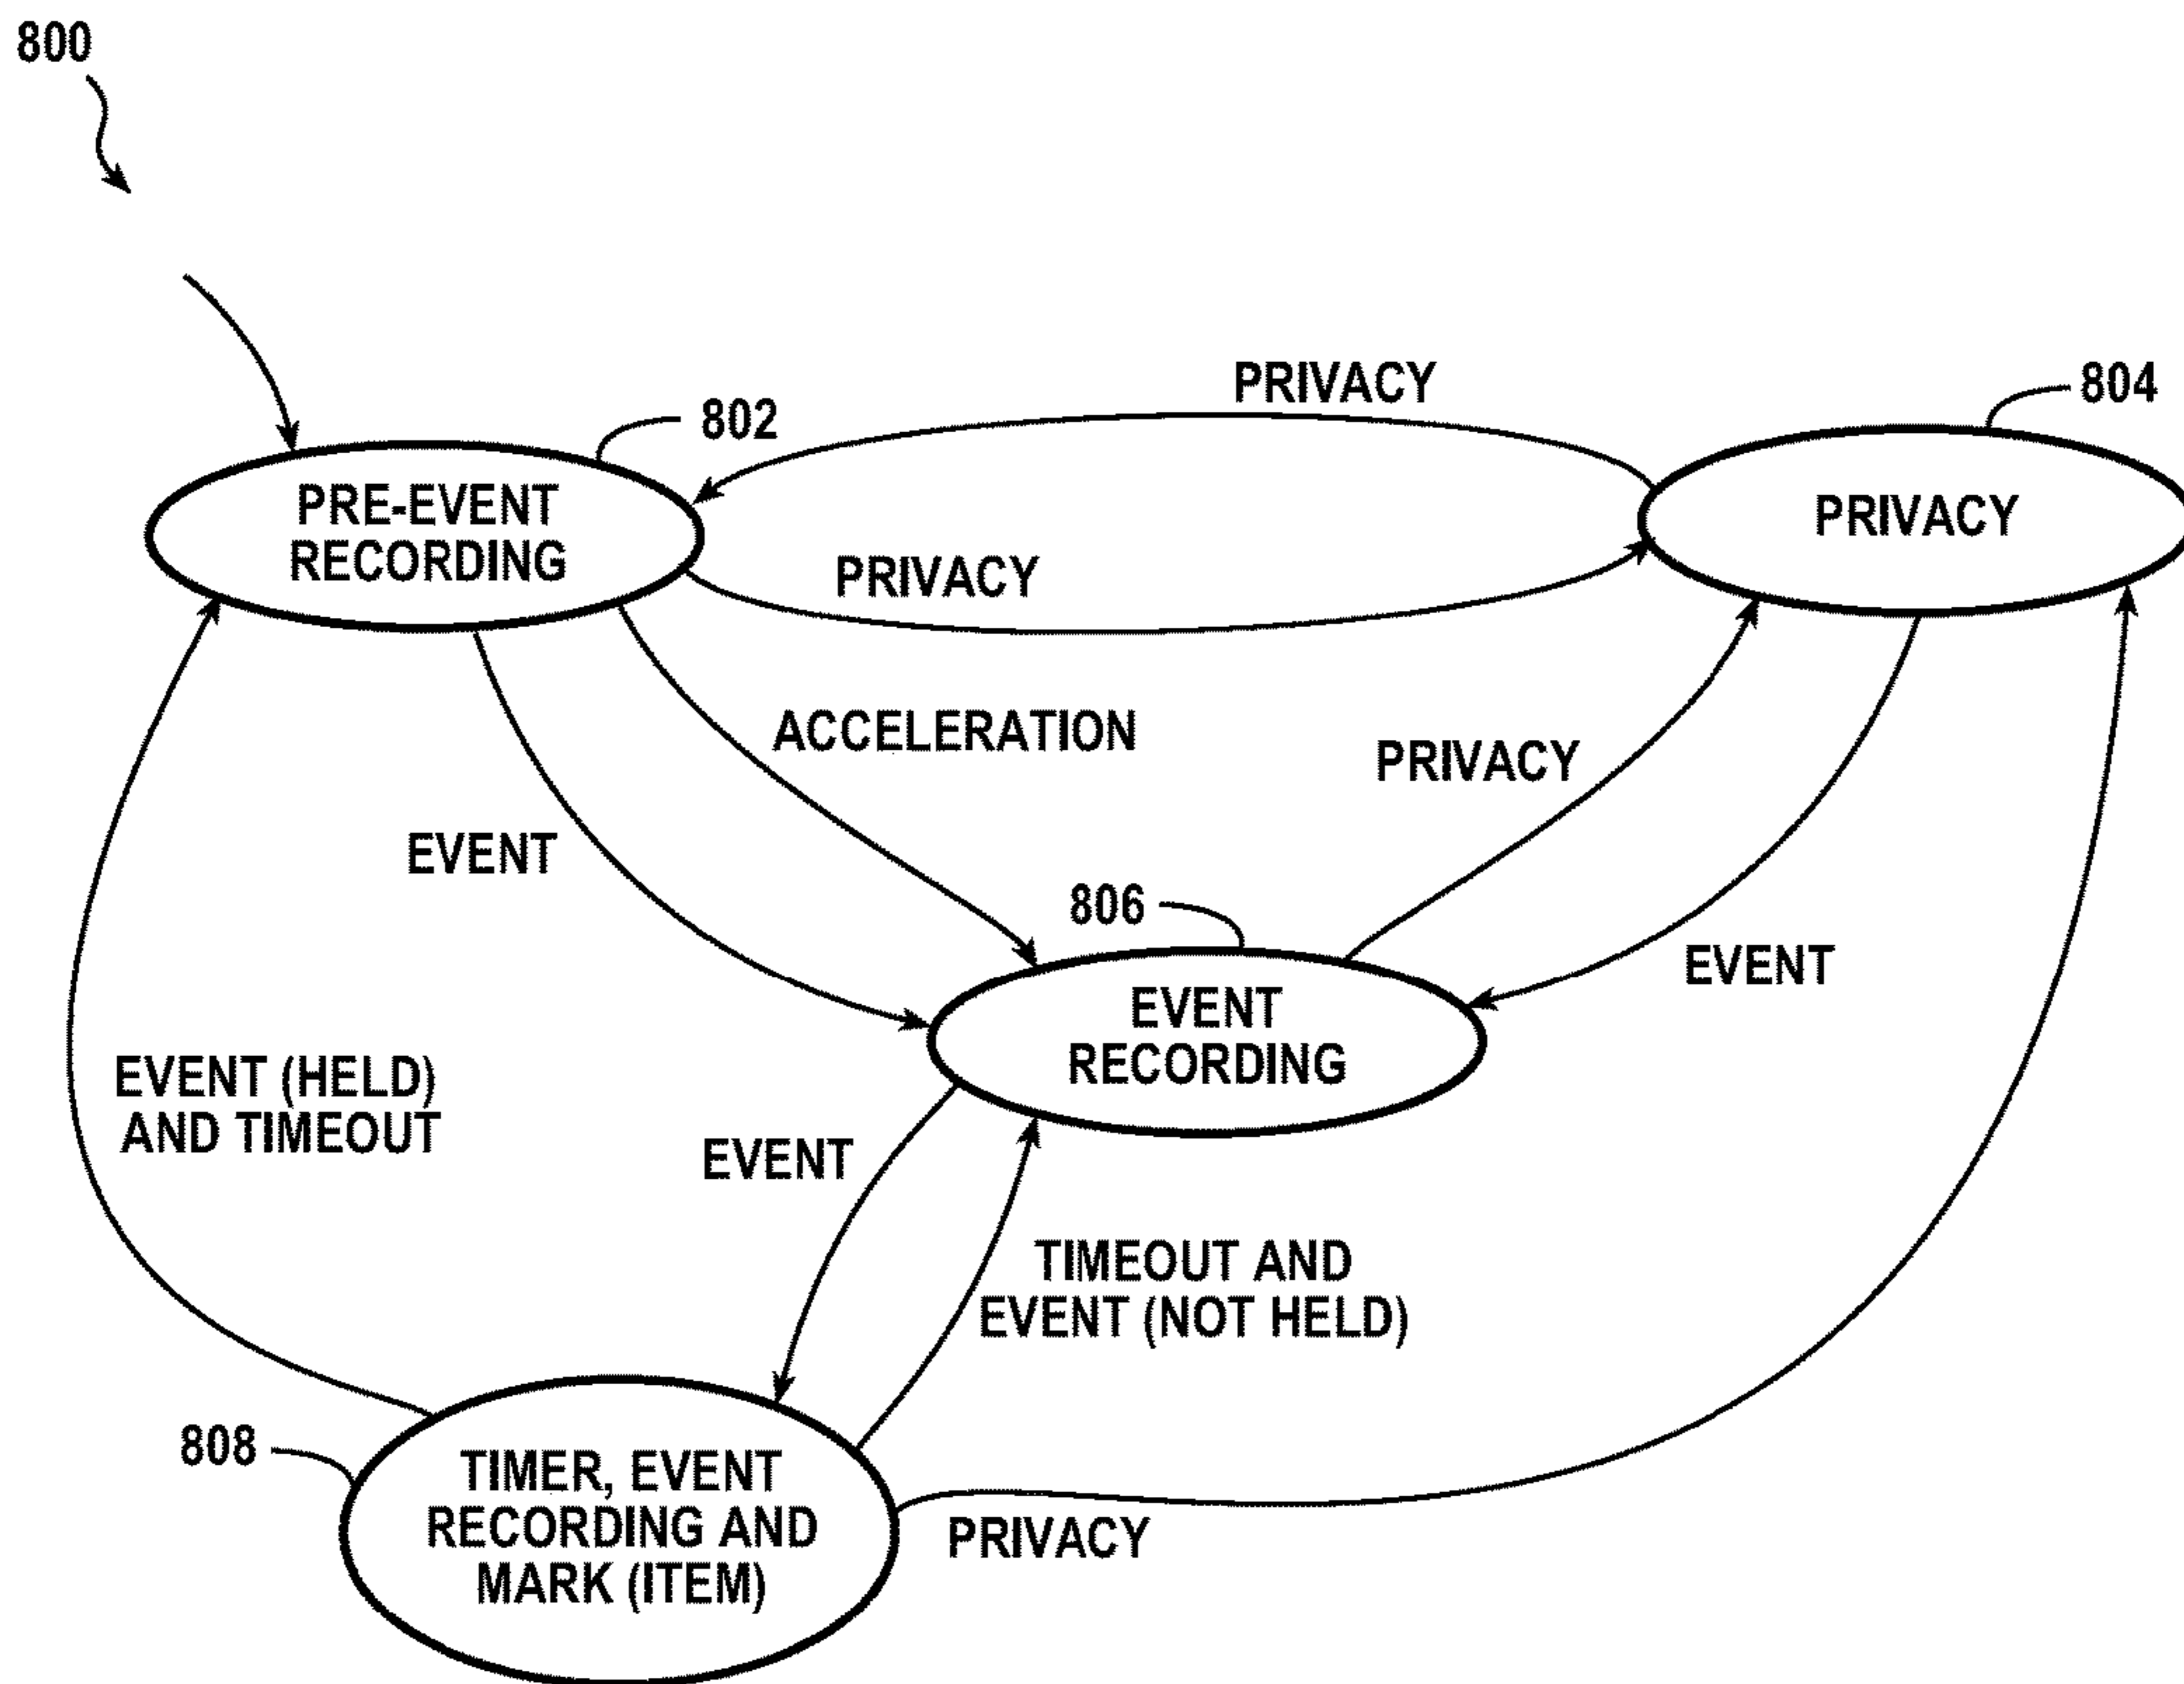 800
PRIVACY
804
802
PRE-EVENT
RECORDING
PRIVACY
PRIVACY
ACCELERATION
PRIVACY
EVENT
806
EVENT
EVENT
RECORDING
EVENT (HELD)
AND TIMEOUT
EVENT
TIMEOUT AND
EVENT (NOT HELD)
808
TIMER, EVENT
RECORDING AND
MARK (ITEM)
PRIVACY